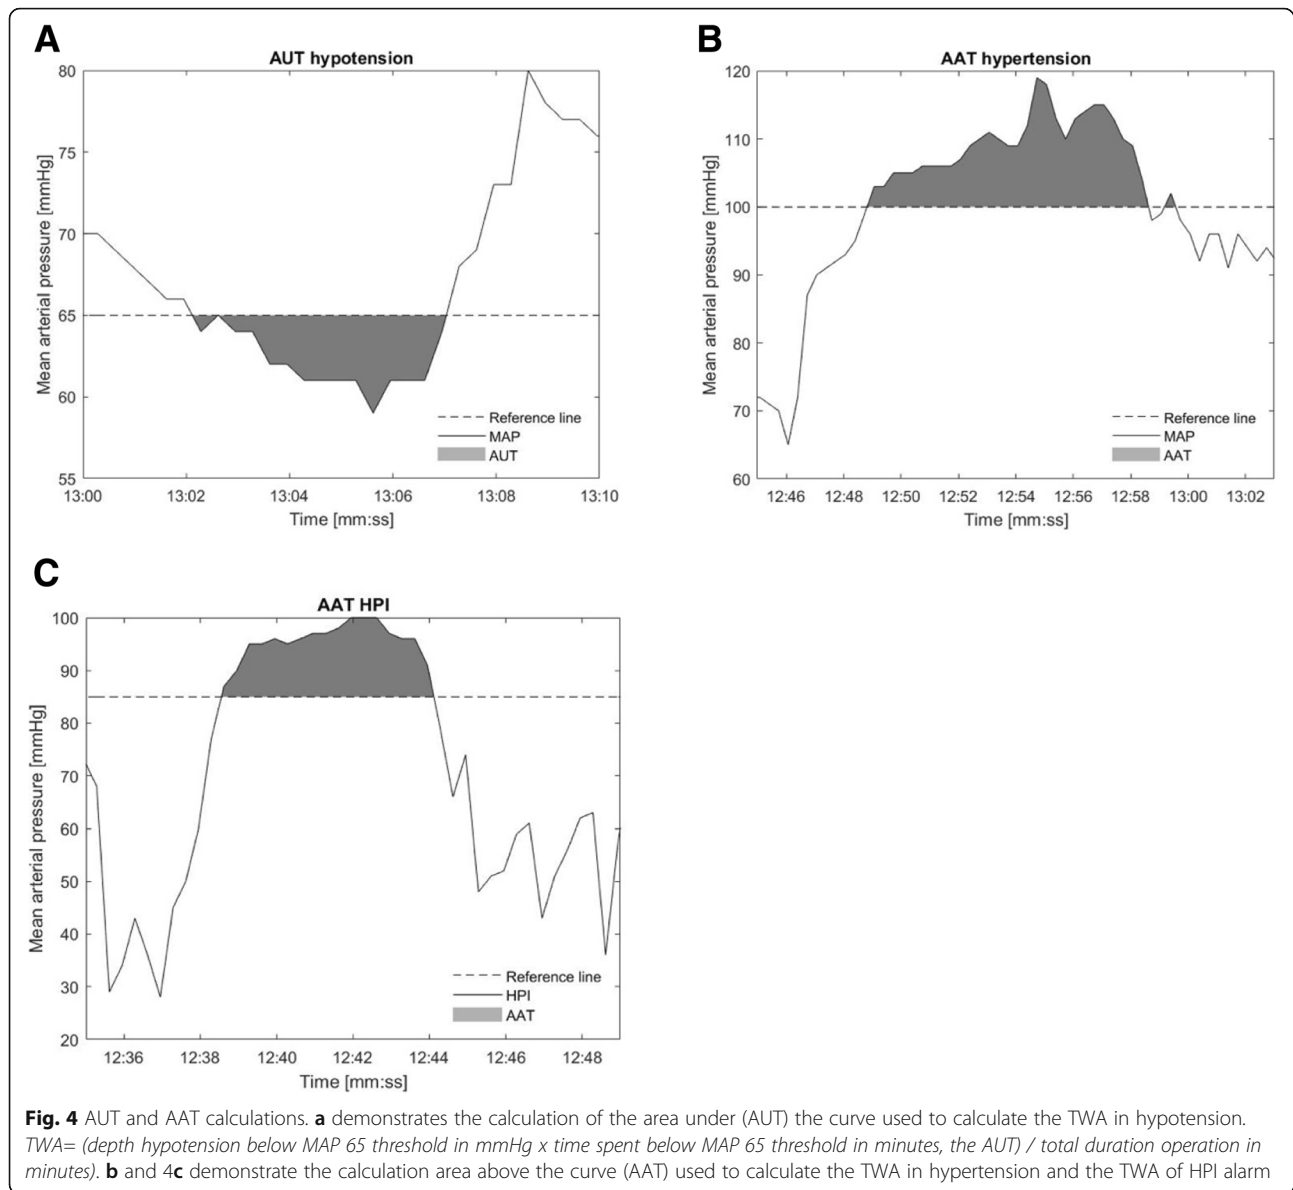 A
AUT hypotension
Mean arterial pressure [mmHg]
80
75
70
65
60
55
13:00 13:02 13:04 13:06 13:08 13:10
Time [mm:ss]
Reference line
MAP
AUT
B
AAT hypertension
Mean arterial pressure [mmHg]
120
110
100
90
80
70
60
12:46 12:48 12:50 12:52 12:54 12:56 12:58 13:00 13:02
Time [mm:ss]
Reference line
MAP
AAT
C
AAT HPI
Mean arterial pressure [mmHg]
100
90
80
70
60
50
40
30
20
12:36 12:38 12:40 12:42 12:44 12:46 12:48
Time [mm:ss]
Reference line
HPI
AAT
Fig. 4 AUT and AAT calculations. a demonstrates the calculation of the area under (AUT) the curve used to calculate the TWA in hypotension.
TWA= (depth hypotension below MAP 65 threshold in mmHg x time spent below MAP 65 threshold in minutes, the AUT) / total duration operation in
minutes). b and 4c demonstrate the calculation area above the curve (AAT) used to calculate the TWA in hypertension and the TWA of HPI alarm